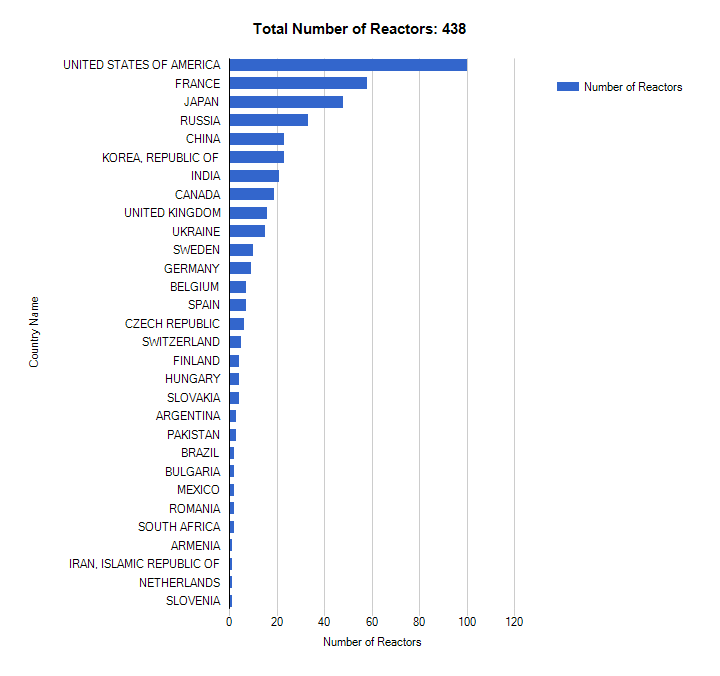 Total Number of Reactors: 438
UNITED STATES OF AMERICA
FRANCE
JAPAN
RUSSIA
CHINA
KOREA, REPUBLIC OF
INDIA
CANADA
UNITED KINGDOM
UKRAINE
SWEDEN
GERMANY
BELGIUM
SPAIN
CZECH REPUBLIC
SWITZERLAND
FINLAND
HUNGARY
SLOVAKIA
ARGENTINA
PAKISTAN
BRAZIL
BULGARIA
MEXICO
ROMANIA
SOUTH AFRICA
ARMENIA
IRAN, ISLAMIC REPUBLIC OF
NETHERLANDS
SLOVENIA
Country Name
0 20 40 60 80 100 120
Number of Reactors
Number of Reactors